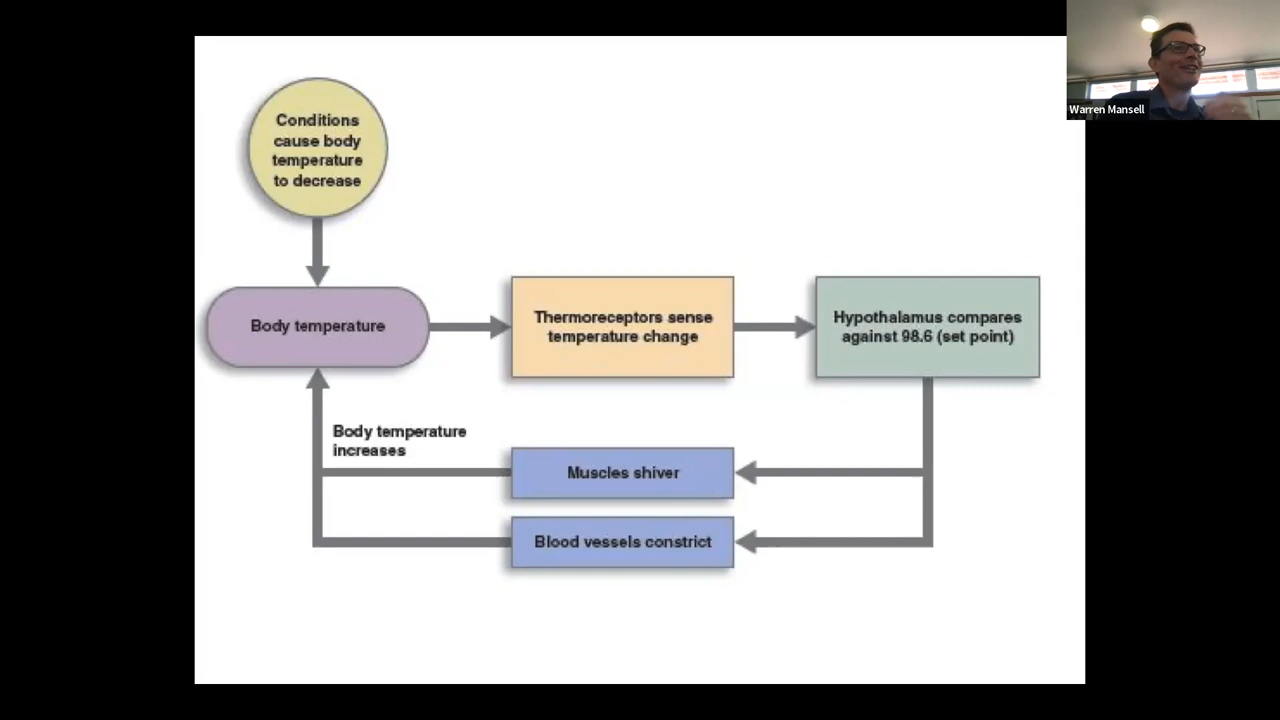 Warren Mansell
Conditions
cause body
temperature
to decrease
Body temperature
Thermoreceptors sense
temperature change
Hypothalamus compares
against 98.6 (set point)
Body temperature
increases
Muscles shiver
Blood vessels constrict